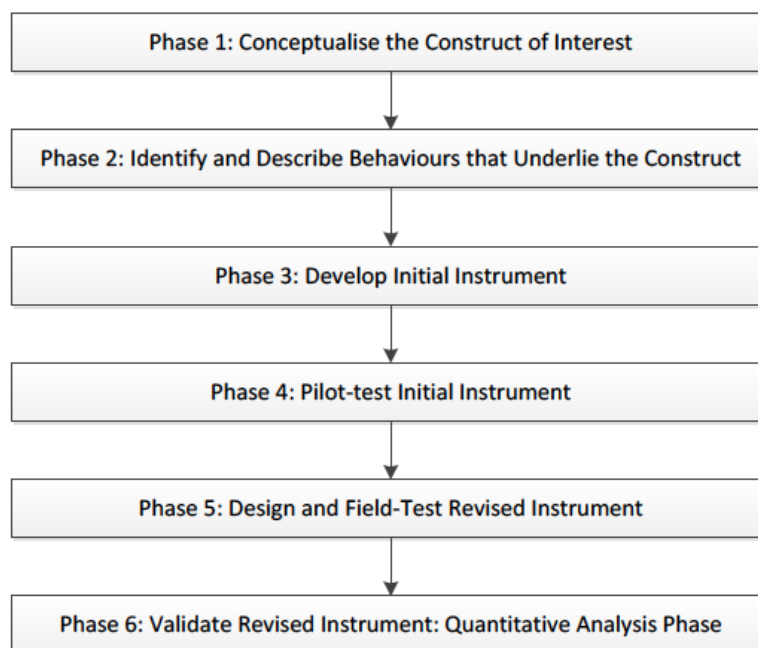 Phase 1: Conceptualise the Construct of Interest
Phase 2: Identify and Describe Behaviours that Underlie the Construct
Phase 3: Develop Initial Instrument
Phase 4: Pilot-test Initial Instrument
Phase 5: Design and Field-Test Revised Instrument
Phase 6: Validate Revised Instrument: Quantitative Analysis Phase